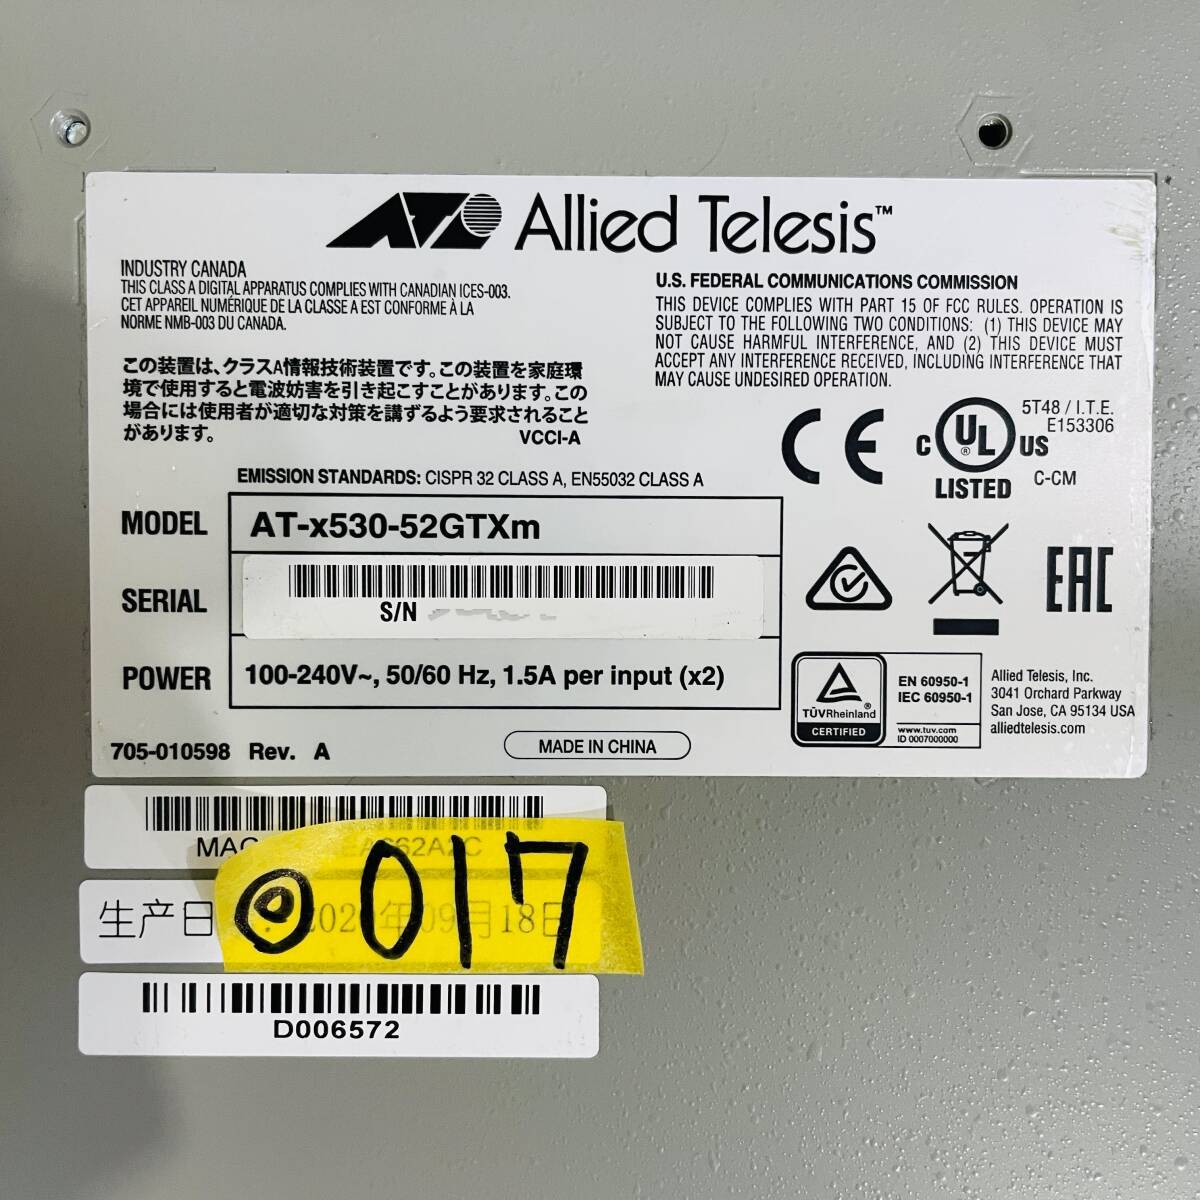 Allied Telesis™
INDUSTRY CANADA
THIS CLASS A DIGITAL APPARATUS COMPLIES WITH CANADIAN ICES-003.
CET APPAREIL NUMÉRIQUE DE LA CLASSE A EST CONFORME À LA
NORME NMB-003 DU CANADA.
U.S. FEDERAL COMMUNICATIONS COMMISSION
THIS DEVICE COMPLIES WITH PART 15 OF FCC RULES. OPERATION IS
SUBJECT TO THE FOLLOWING TWO CONDITIONS: (1) THIS DEVICE MAY
NOT CAUSE HARMFUL INTERFERENCE, AND (2) THIS DEVICE MUST
ACCEPT ANY INTERFERENCE RECEIVED, INCLUDING INTERFERENCE THAT
MAY CAUSE UNDESIRED OPERATION.
この装置は、クラスA情報技術装置です。この装置を家庭環
境で使用すると電波妨害を引き起こすことがあります。この
場合には使用者が適切な対策を講ずるよう要求されること
があります。
VCCI-A
CE
C UL ® US
LISTED
5T48 / I.T.E.
E153306
C-CM
EMISSION STANDARDS: CISPR 32 CLASS A, EN55032 CLASS A
MODEL AT-x530-52GTXm
SERIAL S/N
POWER 100-240V~, 50/60 Hz, 1.5A per input (x2)
EAC
TÜVRheinland ®
CERTIFIED
EN 60950-1
IEC 60950-1
www.tuv.com
ID 0007000000
Allied Telesis, Inc.
3041 Orchard Parkway
San Jose, CA 95134 USA
alliedtelesis.com
705-010598 Rev. A
MADE IN CHINA
MAC
生产日 年09月18日
◎017
D006572